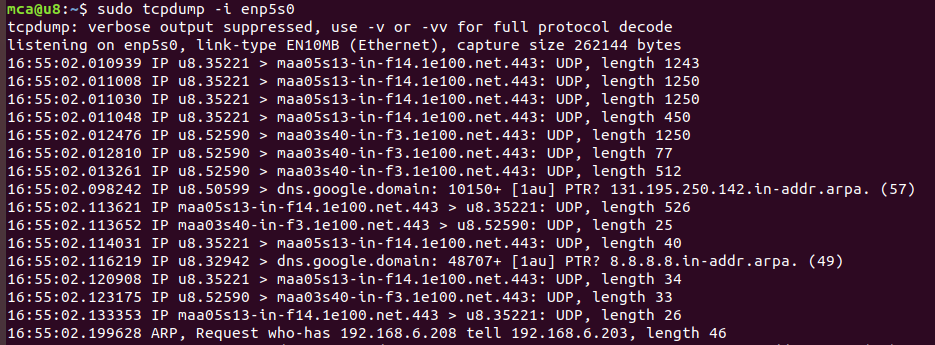 mca@u8:~$ sudo tcpdump -i enp5s0
tcpdump: verbose output suppressed, use -v or -vv for full protocol decode
listening on enp5s0, link-type EN10MB (Ethernet), capture size 262144 bytes
16:55:02.010939 IP u8.35221 > maa05s13-in-f14.1e100.net.443: UDP, length 1243
16:55:02.011008 IP u8.35221 > maa05s13-in-f14.1e100.net.443: UDP, length 1250
16:55:02.011030 IP u8.35221 > maa05s13-in-f14.1e100.net.443: UDP, length 1250
16:55:02.011048 IP u8.35221 > maa05s13-in-f14.1e100.net.443: UDP, length 450
16:55:02.012476 IP u8.52590 > maa03s40-in-f3.1e100.net.443: UDP, length 1250
16:55:02.012810 IP u8.52590 > maa03s40-in-f3.1e100.net.443: UDP, length 77
16:55:02.013261 IP u8.52590 > maa03s40-in-f3.1e100.net.443: UDP, length 512
16:55:02.098242 IP u8.50599 > dns.google.domain: 10150+ [1au] PTR? 131.195.250.142.in-addr.arpa. (57)
16:55:02.113621 IP maa05s13-in-f14.1e100.net.443 > u8.35221: UDP, length 526
16:55:02.113652 IP maa03s40-in-f3.1e100.net.443 > u8.52590: UDP, length 25
16:55:02.114031 IP u8.35221 > maa05s13-in-f14.1e100.net.443: UDP, length 40
16:55:02.116219 IP u8.32942 > dns.google.domain: 48707+ [1au] PTR? 8.8.8.8.in-addr.arpa. (49)
16:55:02.120908 IP u8.35221 > maa05s13-in-f14.1e100.net.443: UDP, length 34
16:55:02.123175 IP u8.52590 > maa03s40-in-f3.1e100.net.443: UDP, length 33
16:55:02.133353 IP maa05s13-in-f14.1e100.net.443 > u8.35221: UDP, length 26
16:55:02.199628 ARP, Request who-has 192.168.6.208 tell 192.168.6.203, length 46